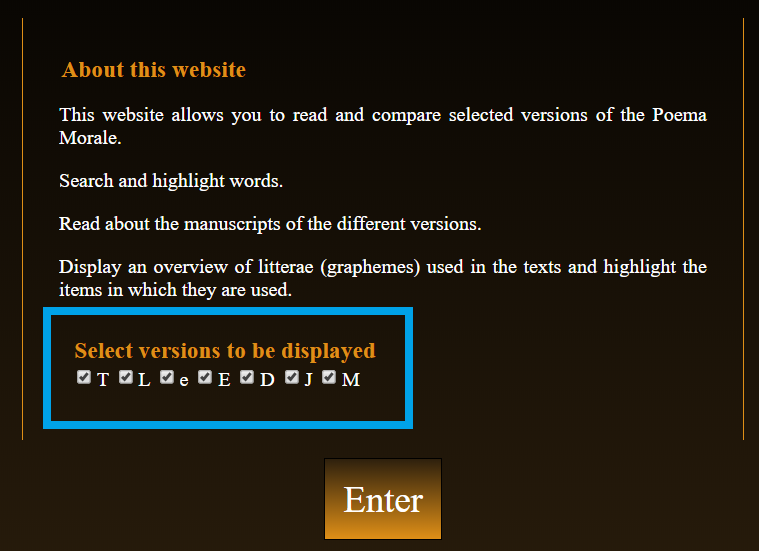 About this website
This website allows you to read and compare selected versions of the Poema
Morale.
Search and highlight words.
Read about the manuscripts of the different versions.
Display an overview of litterae (graphemes) used in the texts and highlight the
items in which they are used.
Select versions to be displayed
T L e E D J M
Enter